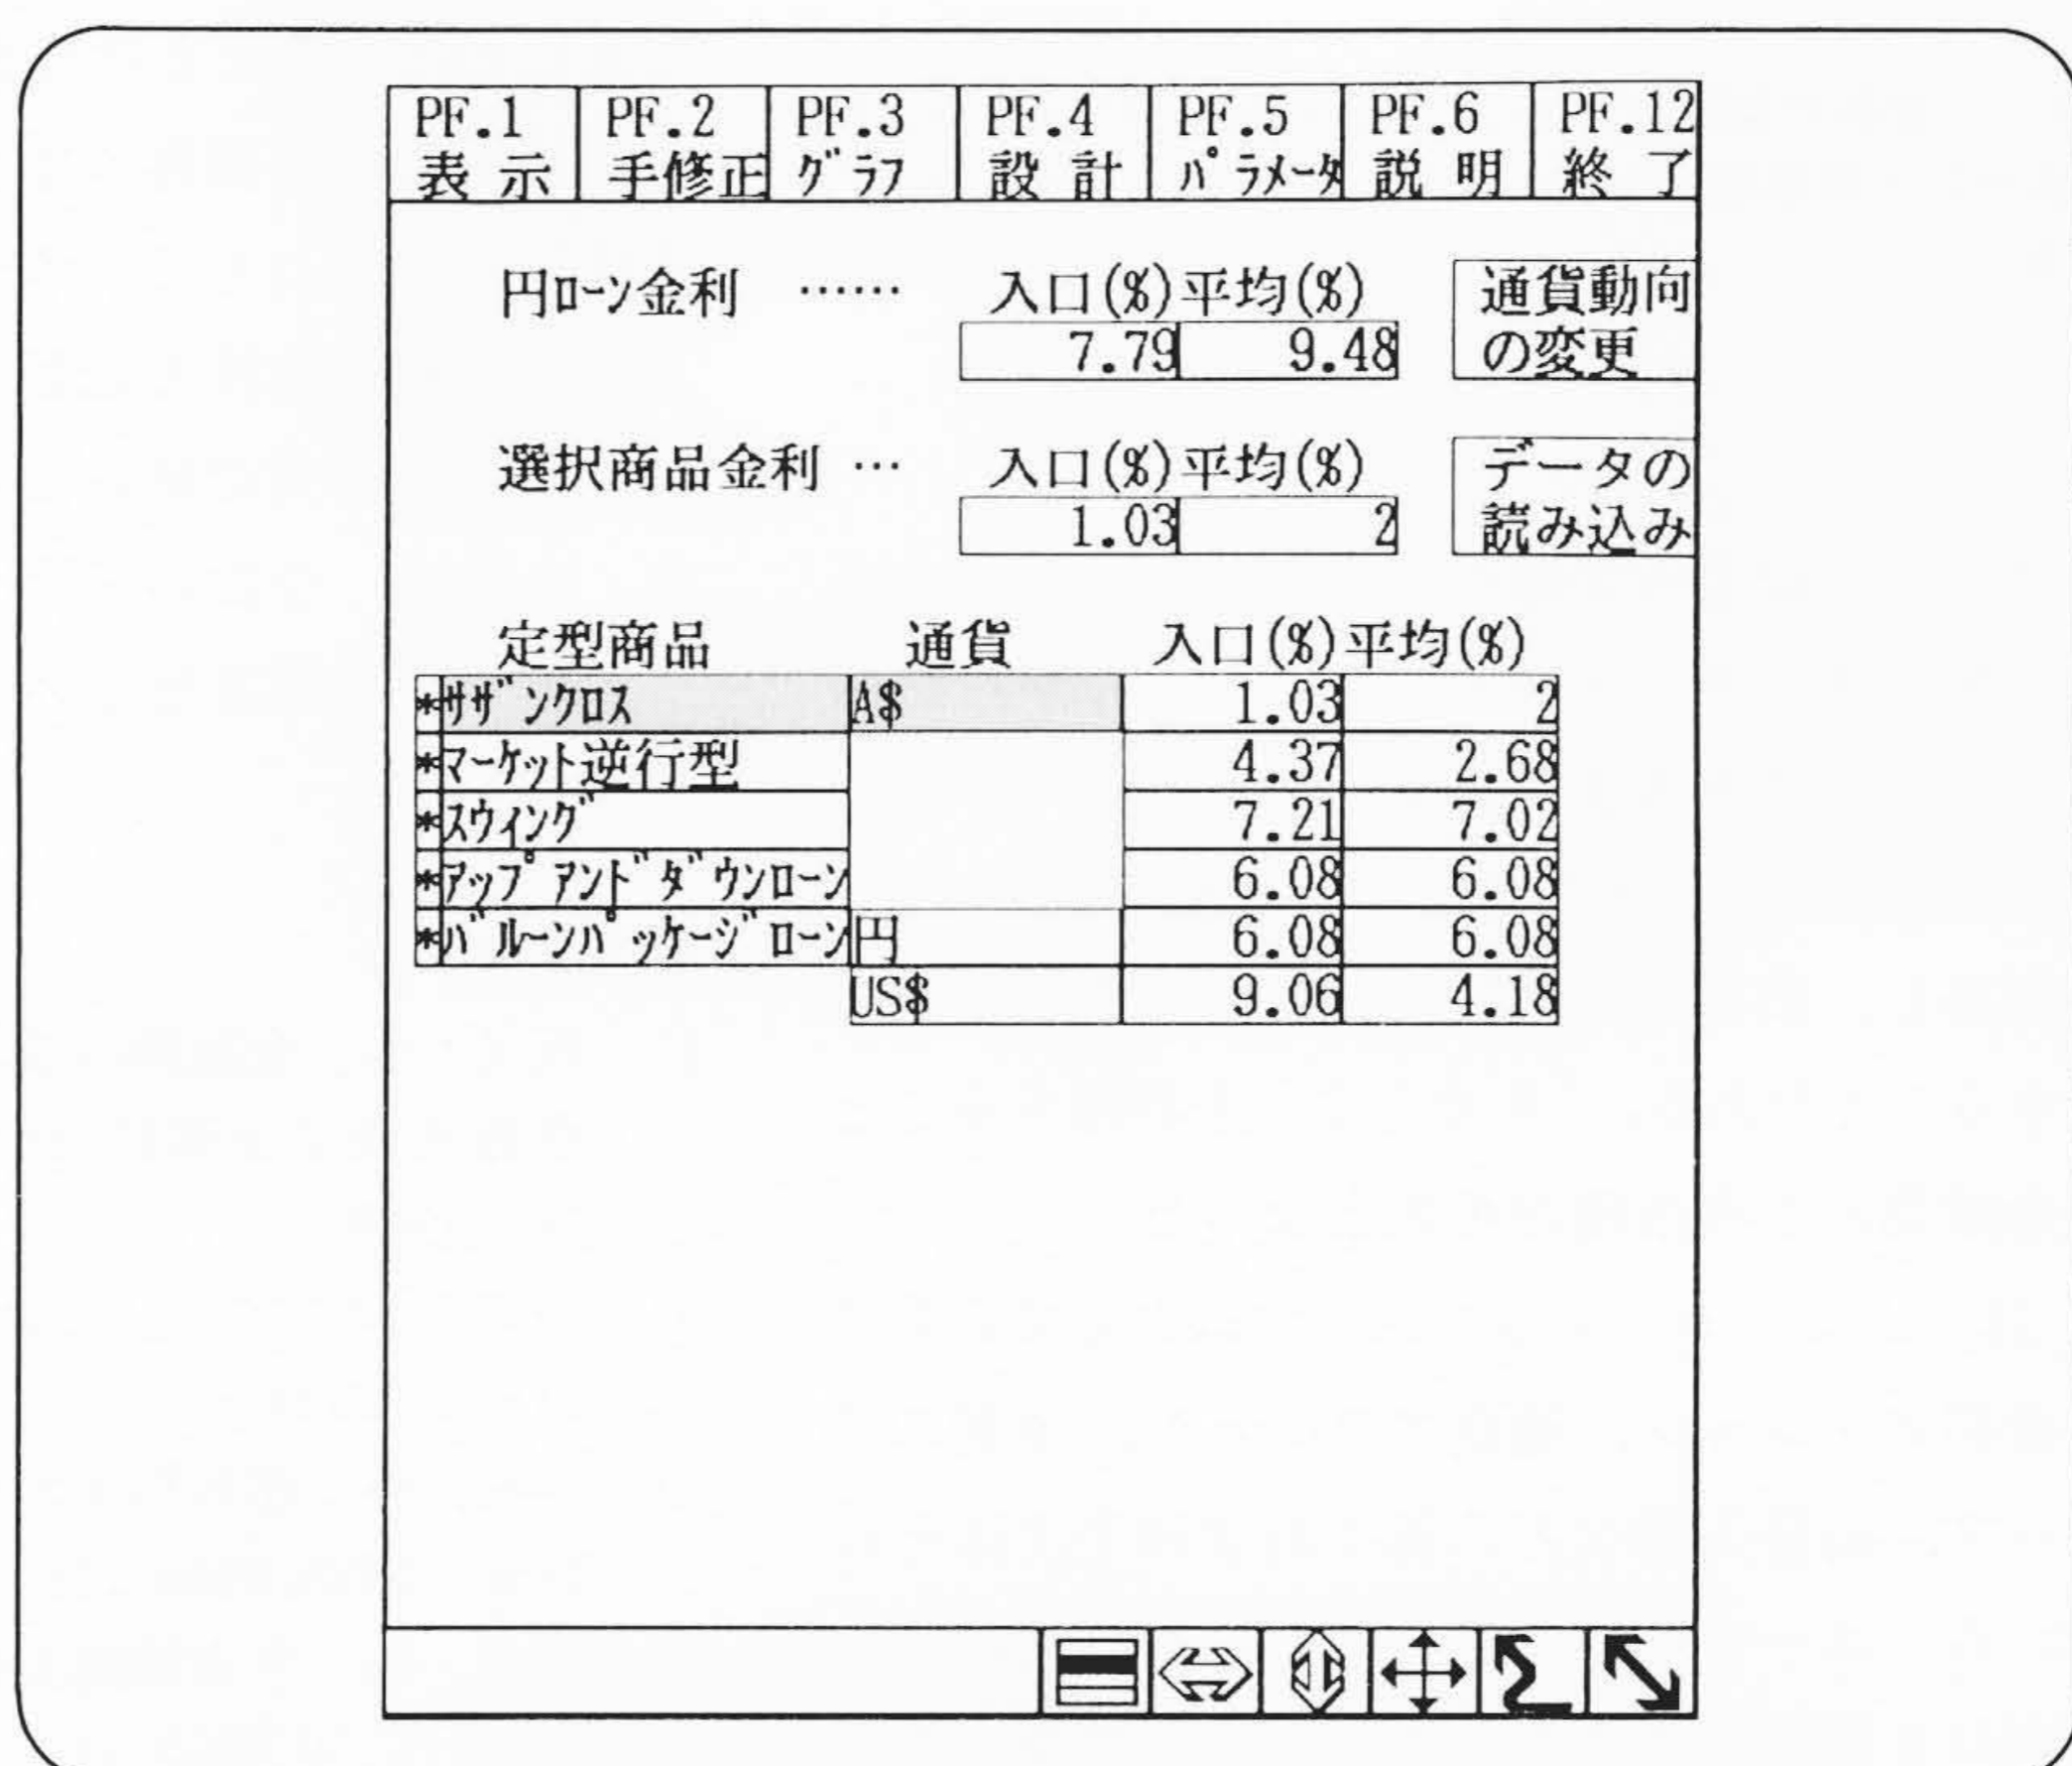 PF.1 PF.2 PF.3 PF.4 PF.5 PF.6 PF.12
表 示 手修正 グラフ 設 計 パラメータ 説 明 終 了
円ローン金利 …… 入口(%) 平均(%) 通貨動向
7.79 9.48 の変更
選択商品金利 … 入口(%) 平均(%) データの
1.03 2 読み込み
定型商品 通貨 入口(%) 平均(%)
*サザンクロス A$ 1.03 2
*マーケット逆行型 4.37 2.68
*スウィング 7.21 7.02
*アップアンドダウンローン 6.08 6.08
*バルーンパッケージローン 円 6.08 6.08
US$ 9.06 4.18